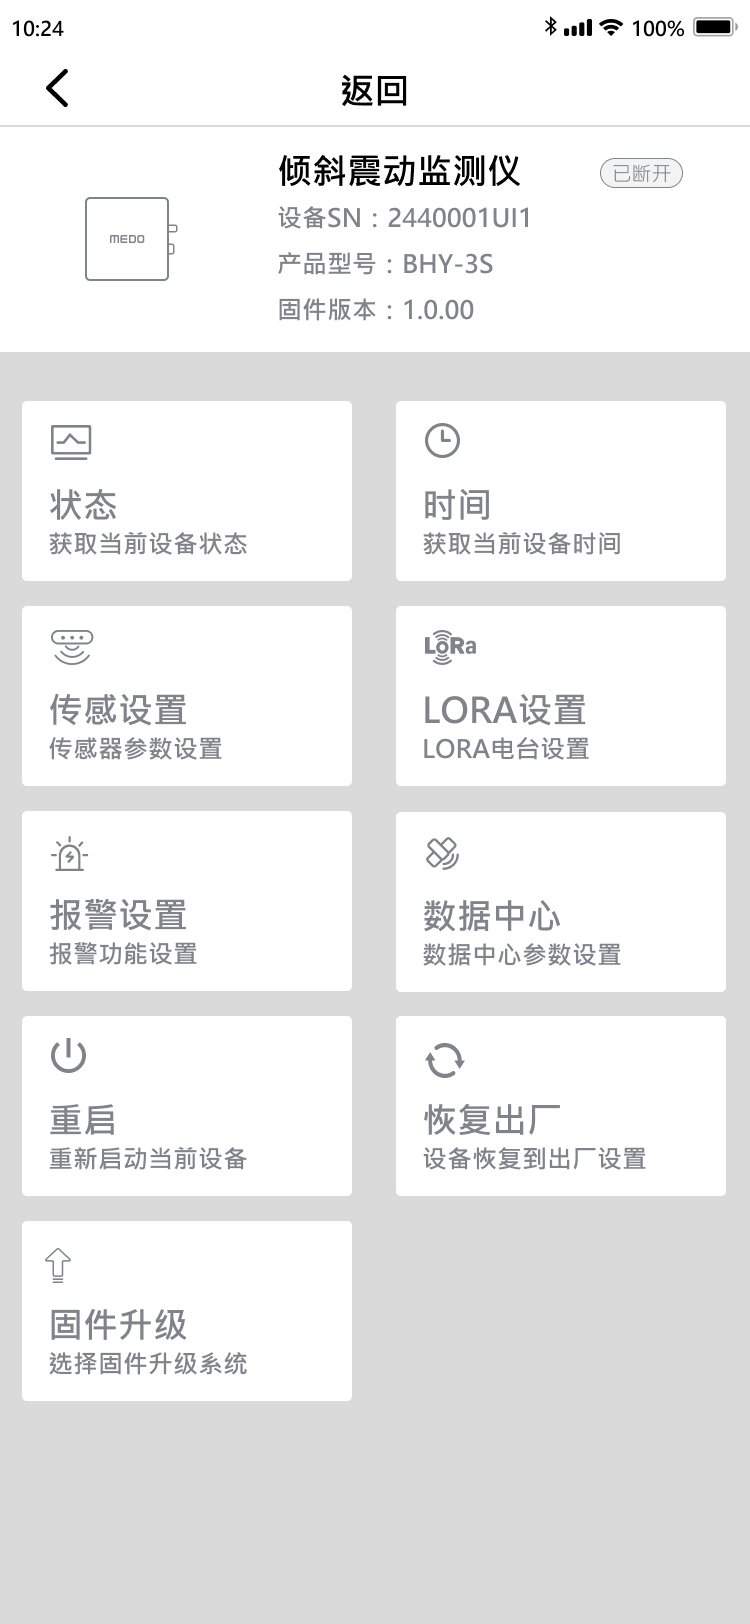 10:24
100%
返回
倾斜震动监测仪
已断开
MEDO
设备SN：2440001UI1
产品型号：BHY-3S
固件版本：1.0.00
状态
获取当前设备状态
时间
获取当前设备时间
传感设置
传感器参数设置
LoRa
LORA设置
LORA电台设置
报警设置
报警功能设置
数据中心
数据中心参数设置
重启
重新启动当前设备
恢复出厂
设备恢复到出厂设置
固件升级
选择固件升级系统